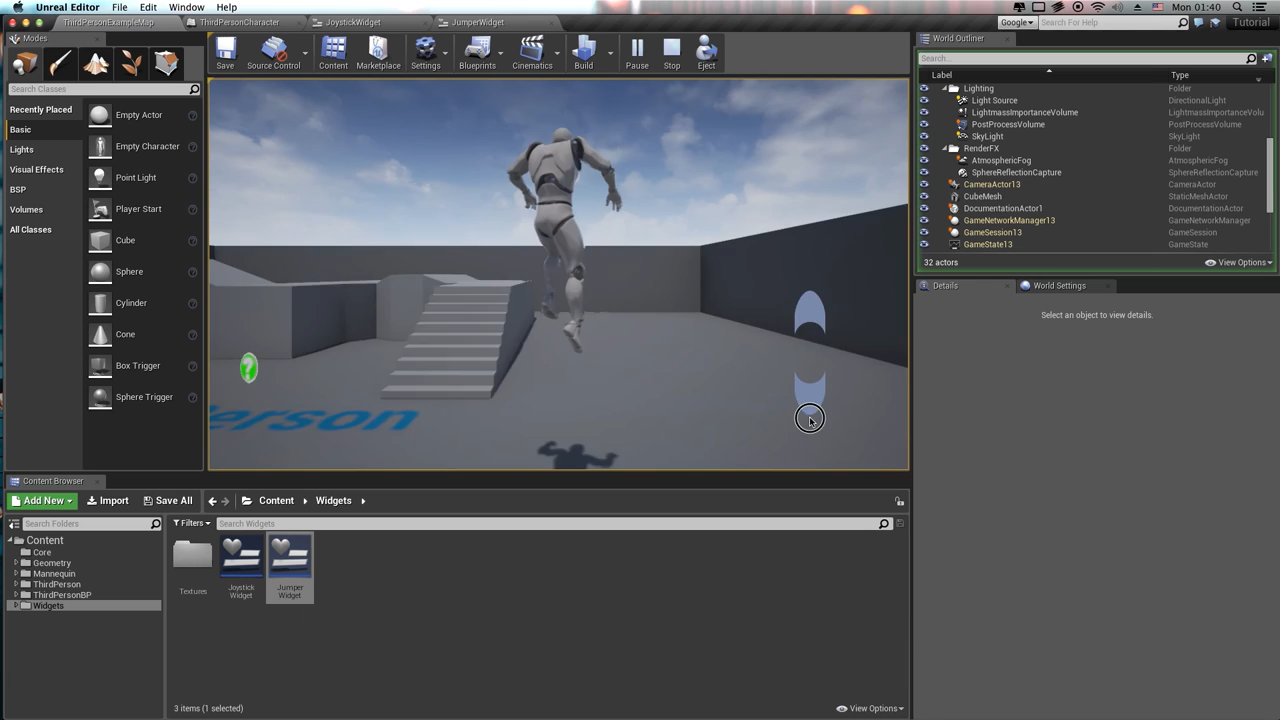 Unreal Editor File Edit Window Help Mon 01:40
ThirdPersonExampleMap ThirdPersonCharacter JoystickWidget JumperWidget Google Search For Help Tutorial
Modes
Save Source Control Content Marketplace Settings Blueprints Cinematics Build Pause Stop Eject
Search Classes
Recently Placed
Basic
Lights
Visual Effects
BSP
Volumes
All Classes
Empty Actor
Empty Character
Point Light
Player Start
Cube
Sphere
Cylinder
Cone
Box Trigger
Sphere Trigger
?
erson
World Outliner
Search...
Label Type
Lighting Folder
Light Source DirectionalLight
LightmassImportanceVolume LightmassImportanceVolu
PostProcessVolume PostProcessVolume
SkyLight SkyLight
RenderFX Folder
AtmosphericFog AtmosphericFog
SphereReflectionCapture SphereReflectionCapture
CameraActor13 CameraActor
CubeMesh StaticMeshActor
DocumentationActor1 DocumentationActor
GameNetworkManager13 GameNetworkManager
GameSession13 GameSession
GameState13 GameState
32 actors View Options
Details World Settings
Select an object to view details.
Content Browser
Add New Import Save All Content Widgets
Search Folders
Content
Core
Geometry
Mannequin
ThirdPerson
ThirdPersonBP
Widgets
Filters Search Widgets
Textures
Joystick
Widget
Jumper
Widget
3 items (1 selected) View Options